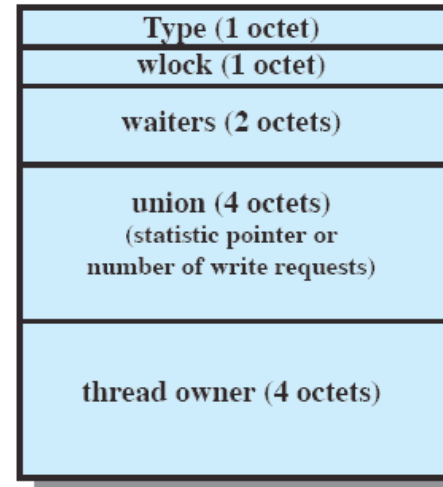 Type (1 octet)
wlock (1 octet)
waiters (2 octets)
union (4 octets)
(statistic pointer or
number of write requests)
thread owner (4 octets)